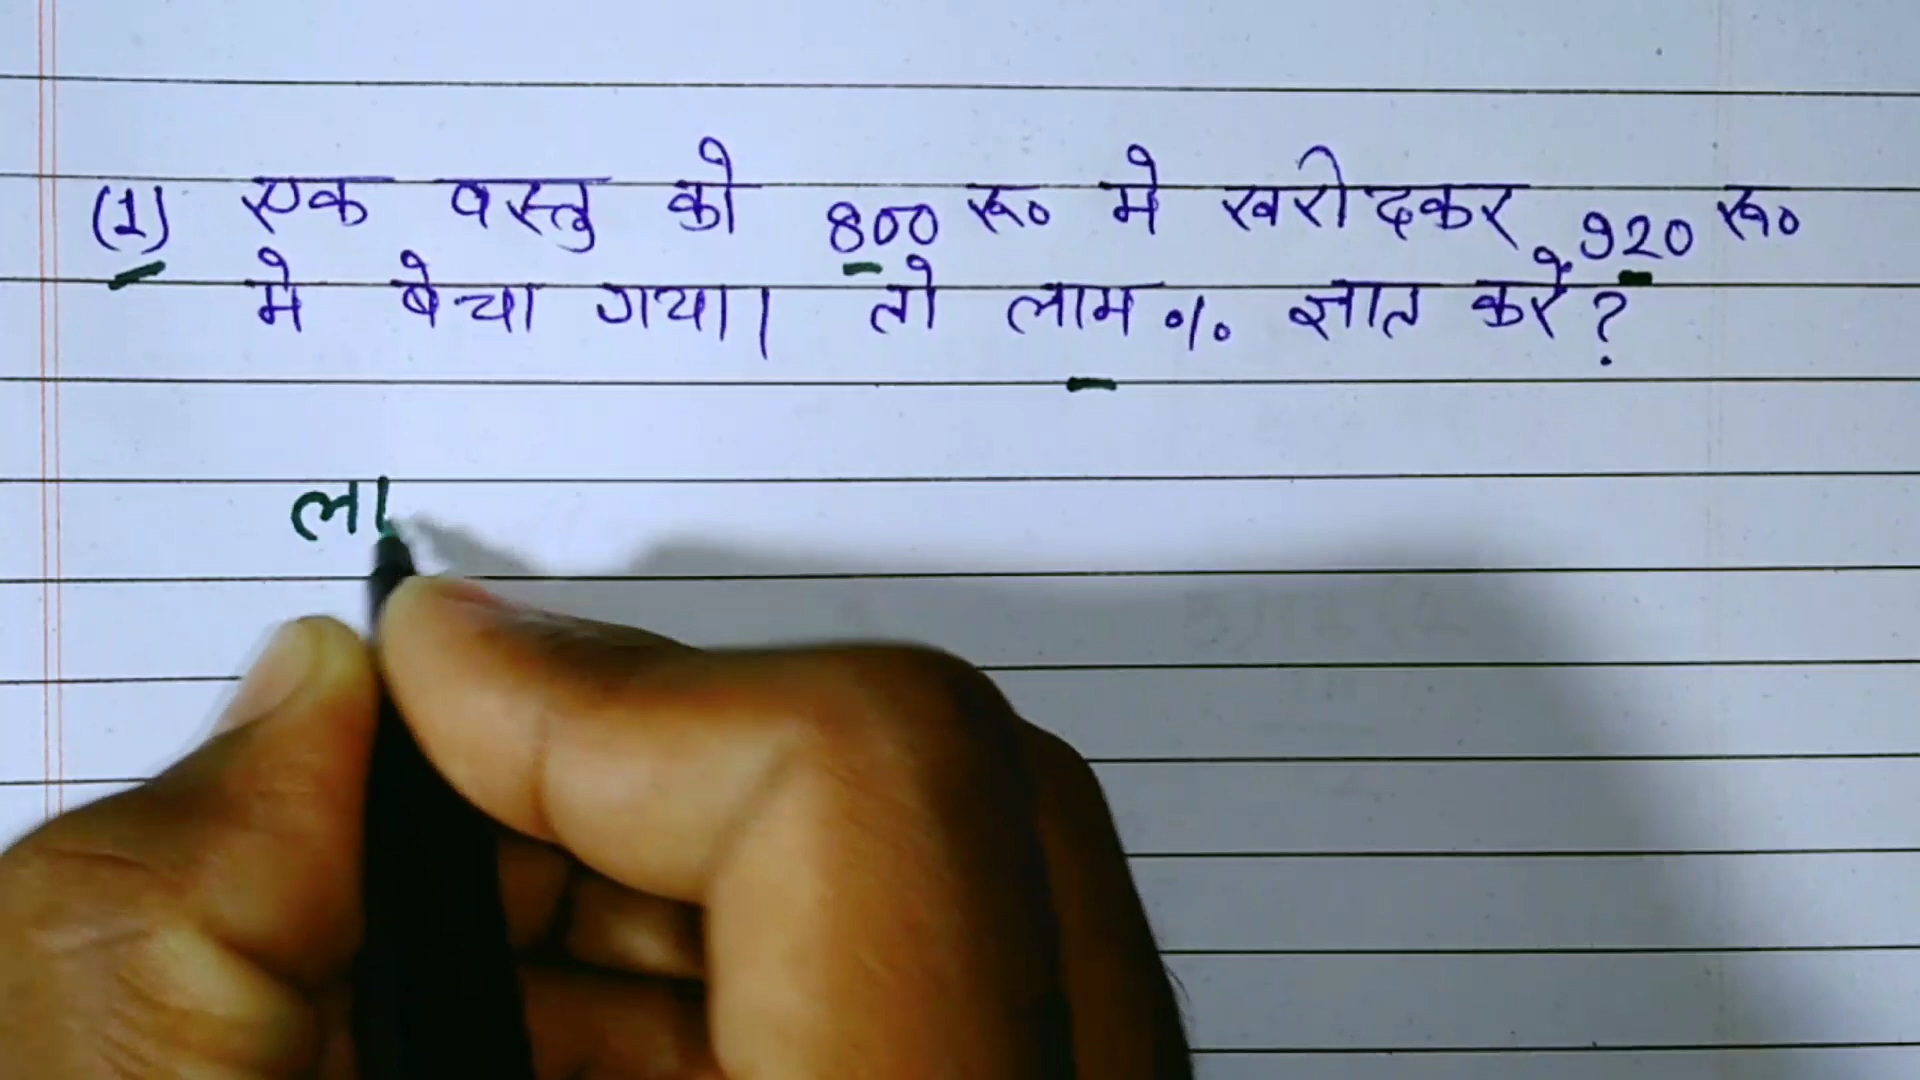 (1) एक वस्तु को 800 रू० मे खरीदकर 920 रू०
मे बेचा गया। तो लाभ % ज्ञात करें?
ला